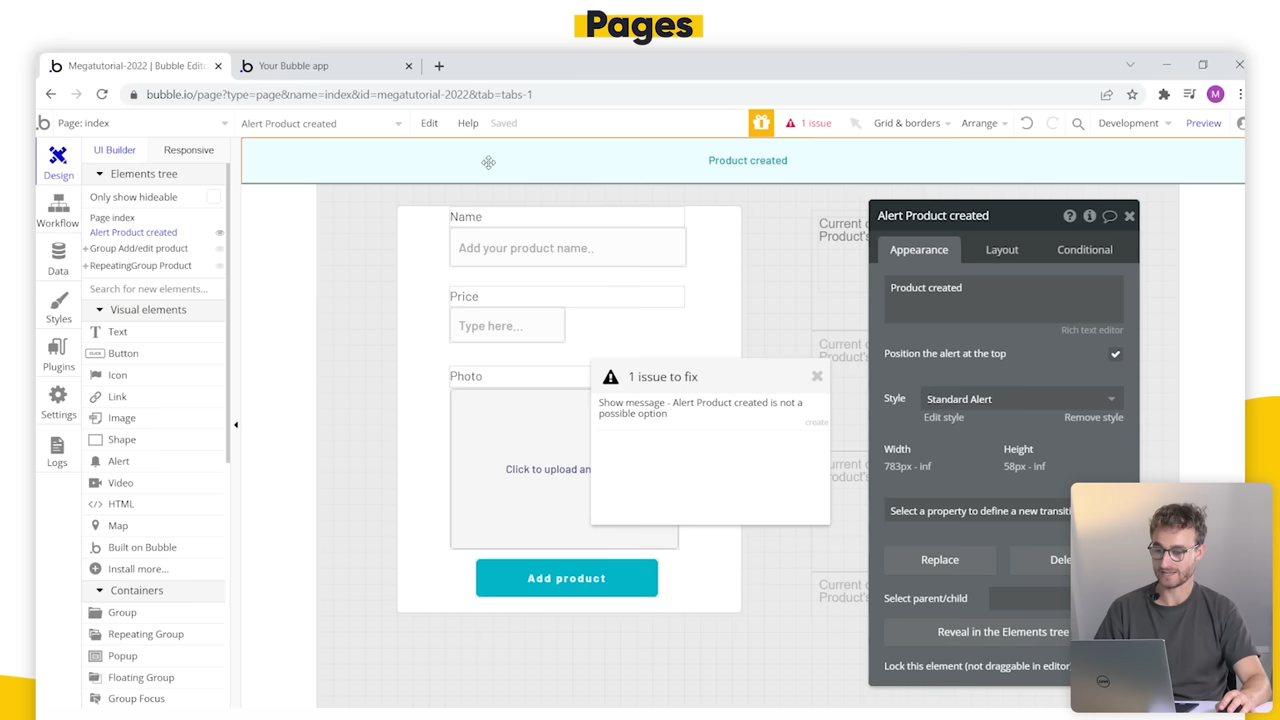 Pages
Megatutorial-2022 | Bubble Edit
Your Bubble app
bubble.io/page?type=page&name=index&id=megatutorial-2022&tab=tabs-1
M
Page: index
Alert Product created
Edit
Help
Saved
1 issue
Grid & borders
Arrange
Development
Preview
UI Builder
Responsive
Product created
Design
Workflow
Data
Styles
Plugins
Settings
Logs
Elements tree
Only show hideable
Page index
Alert Product created
Group Add/edit product
RepeatingGroup Product
Search for new elements...
Visual elements
Text
Button
Icon
Link
Image
Shape
Alert
Video
</> HTML
Map
Built on Bubble
Install more...
Containers
Group
Repeating Group
Popup
Floating Group
Group Focus
Name
Add your product name..
Price
Type here...
Photo
Click to upload an
Add product
1 issue to fix
Show message - Alert Product created is not a
possible option
create
Current c
Product's
Current c
Product's
Current c
Product's
Alert Product created
Appearance
Layout
Conditional
Product created
Rich text editor
Position the alert at the top
Style
Standard Alert
Edit style
Remove style
Width
Height
783px - inf
58px - inf
Select a property to define a new transiti
Replace
Dele
Select parent/child
Reveal in the Elements tree
Lock this element (not draggable in editor)
DELL